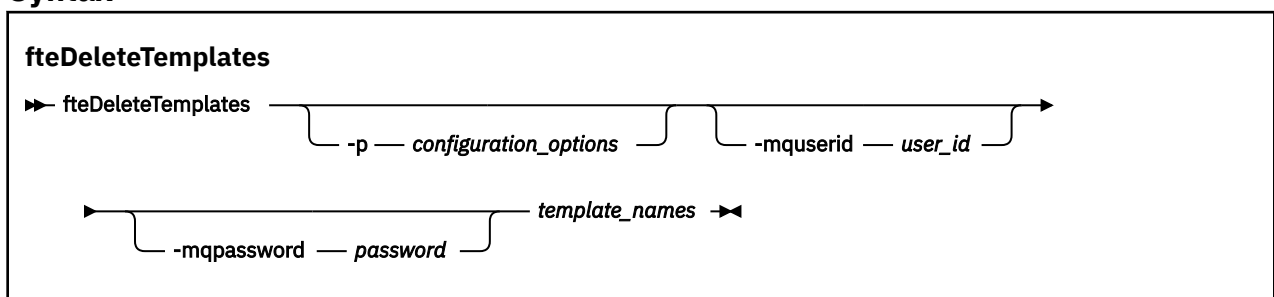 Syntax
fteDeleteTemplates
fteDeleteTemplates
-p configuration_options -mquserid user_id
template_names
-mqpassword password